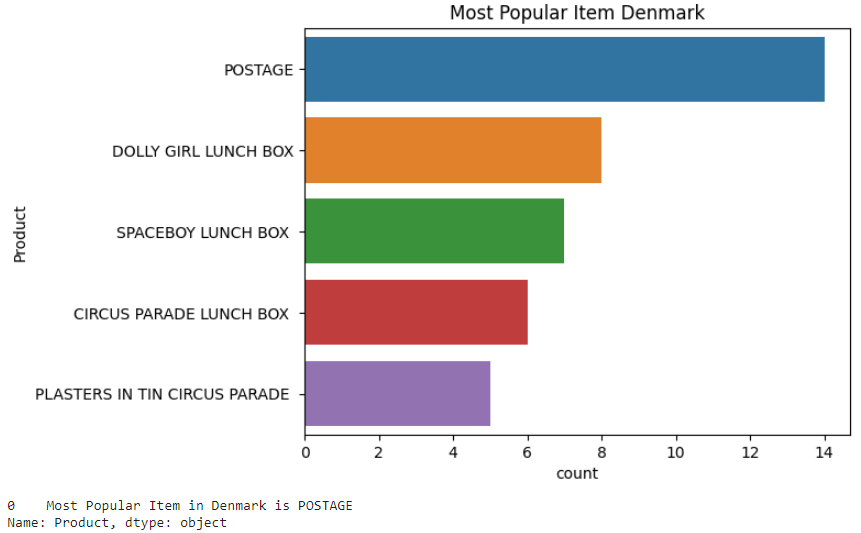 Most Popular Item Denmark
POSTAGE
DOLLY GIRL LUNCH BOX
SPACEBOY LUNCH BOX
CIRCUS PARADE LUNCH BOX
PLASTERS IN TIN CIRCUS PARADE
Product
0 2 4 6 8 10 12 14
count
0    Most Popular Item in Denmark is POSTAGE
Name: Product, dtype: object